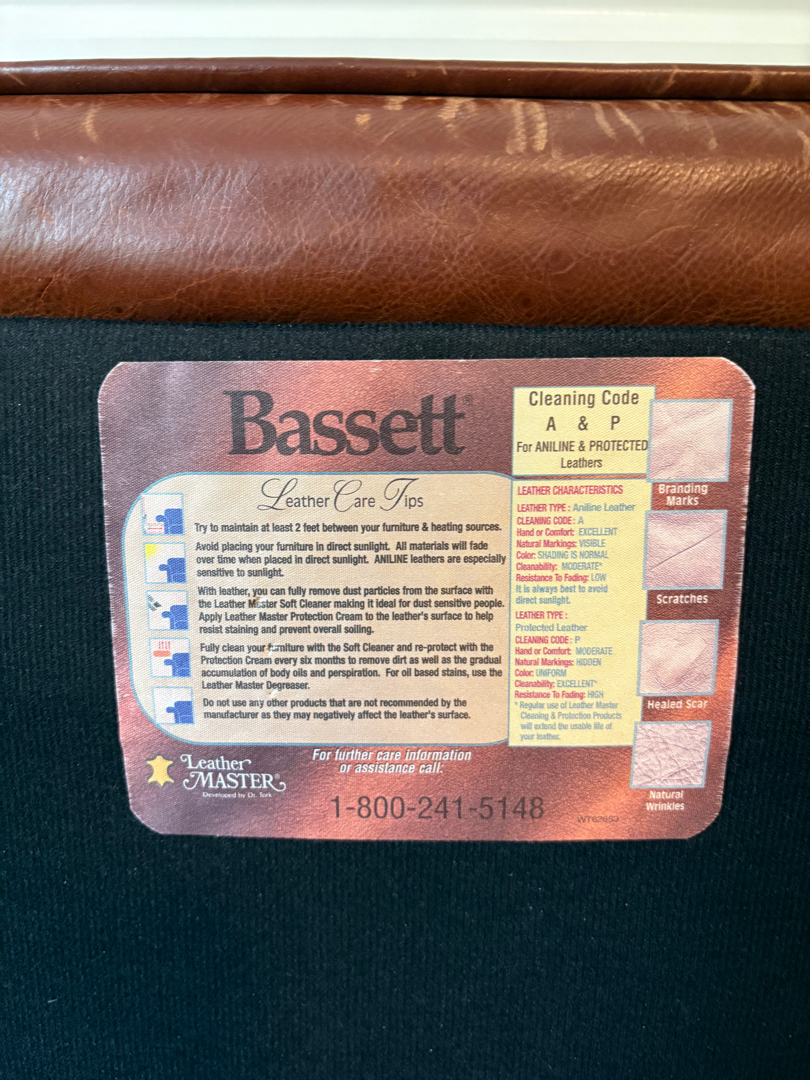 Bassett®
Leather Care Tips
Try to maintain at least 2 feet between your furniture & heating sources.
Avoid placing your furniture in direct sunlight. All materials will fade
over time when placed in direct sunlight. ANILINE leathers are especially
sensitive to sunlight.
With leather, you can fully remove dust particles from the surface with
the Leather Master Soft Cleaner making it ideal for dust sensitive people.
Apply Leather Master Protection Cream to the leather's surface to help
resist staining and prevent overall soiling.
Fully clean your furniture with the Soft Cleaner and re-protect with the
Protection Cream every six months to remove dirt as well as the gradual
accumulation of body oils and perspiration. For oil based stains, use the
Leather Master Degreaser.
Do not use any other products that are not recommended by the
manufacturer as they may negatively affect the leather's surface.
Cleaning Code
A & P
For ANILINE & PROTECTED
Leathers
LEATHER CHARACTERISTICS
LEATHER TYPE : Aniline Leather
CLEANING CODE : A
Hand or Comfort: EXCELLENT
Natural Markings: VISIBLE
Color: SHADING IS NORMAL
Cleanability: MODERATE*
Resistance To Fading: LOW
It is always best to avoid
direct sunlight.
LEATHER TYPE :
Protected Leather
CLEANING CODE : P
Hand or Comfort: MODERATE
Natural Markings: HIDDEN
Color: UNIFORM
Cleanability: EXCELLENT*
Resistance To Fading: HIGH
* Regular use of Leather Master
Cleaning & Protection Products
will extend the usable life of
your leather.
Branding
Marks
Scratches
Healed Scar
Natural
Wrinkles
Leather
MASTER®
Developed by Dr. Tork
For further care information
or assistance call:
1-800-241-5148